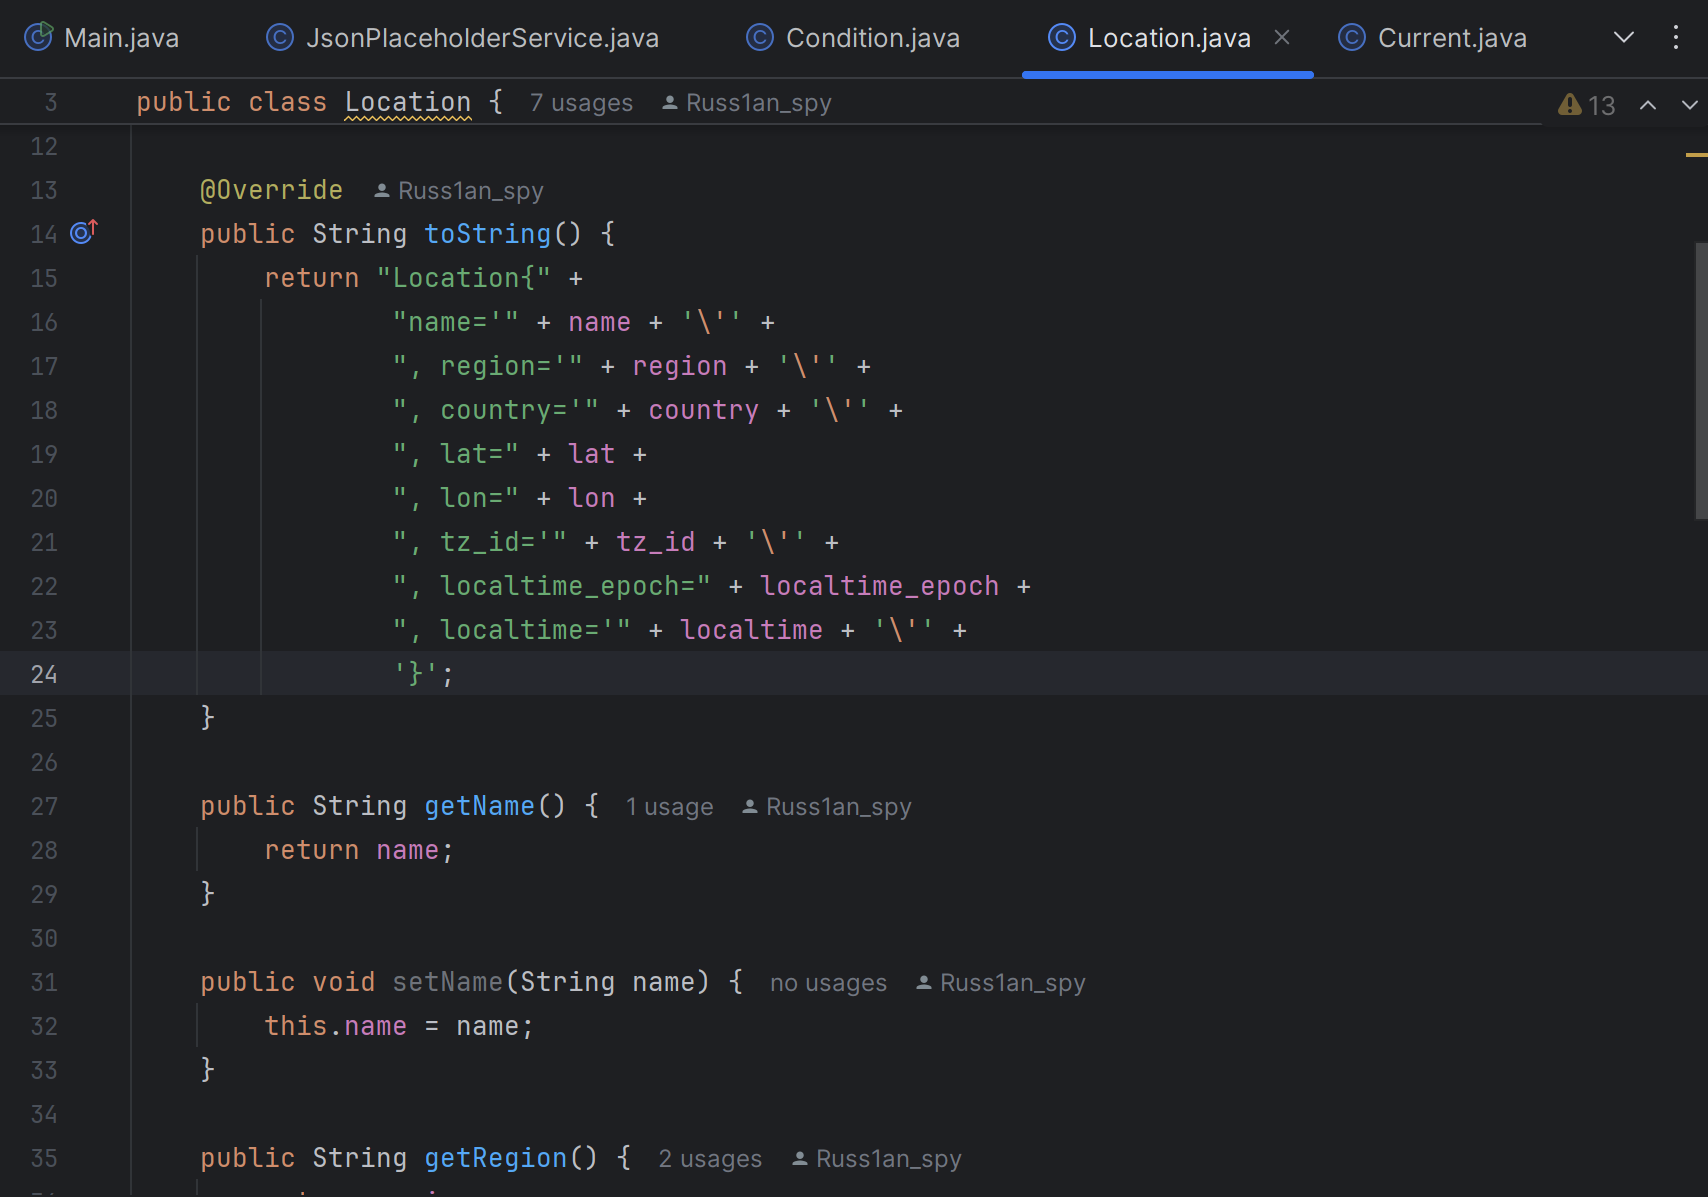 Main.java JsonPlaceholderService.java Condition.java Location.java Current.java
3 public class Location { 7 usages Russ1an_spy 13
12
13 @Override Russ1an_spy
14 public String toString() {
15 return "Location{" +
16 "name='" + name + '\'' +
17 ", region='" + region + '\'' +
18 ", country='" + country + '\'' +
19 ", lat=" + lat +
20 ", lon=" + lon +
21 ", tz_id='" + tz_id + '\'' +
22 ", localtime_epoch=" + localtime_epoch +
23 ", localtime='" + localtime + '\'' +
24 '}';
25 }
26
27 public String getName() { 1 usage Russ1an_spy
28 return name;
29 }
30
31 public void setName(String name) { no usages Russ1an_spy
32 this.name = name;
33 }
34
35 public String getRegion() { 2 usages Russ1an_spy